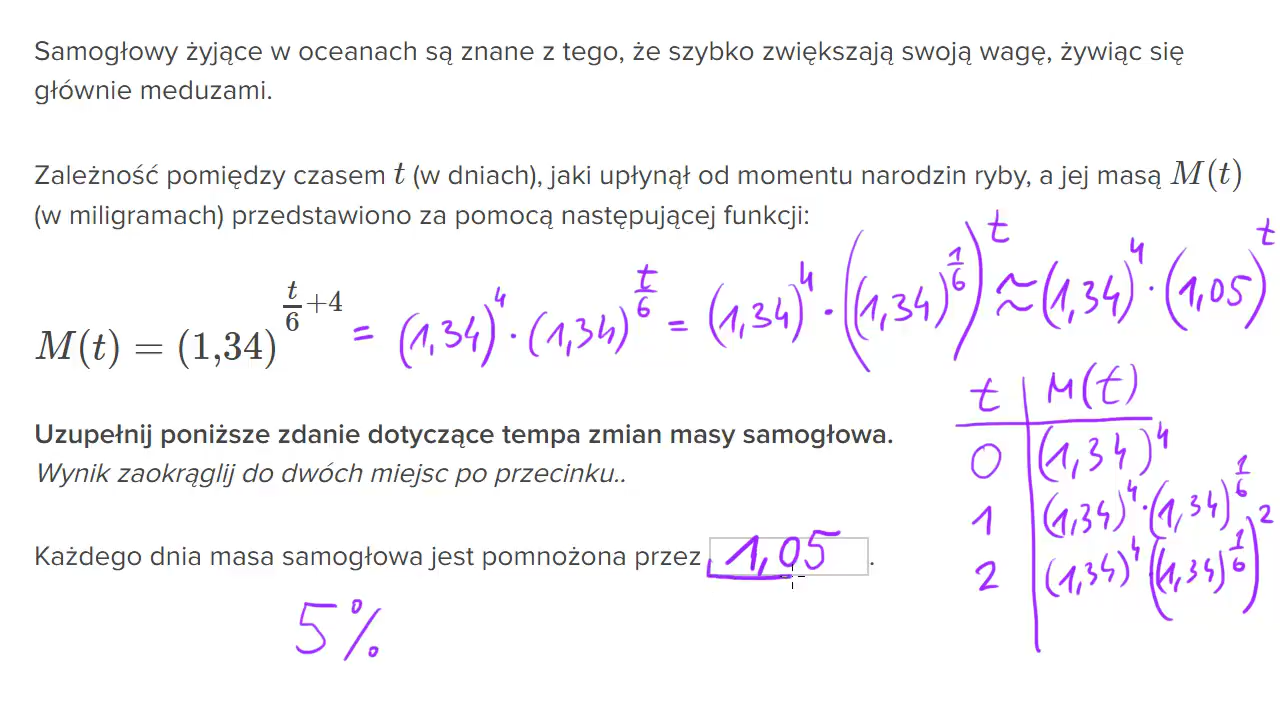 Samogłowy żyjące w oceanach są znane z tego, że szybko zwiększają swoją wagę, żywiąc się
głównie meduzami.
Zależność pomiędzy czasem t (w dniach), jaki upłynął od momentu narodzin ryby, a jej masą M(t)
(w miligramach) przedstawiono za pomocą następującej funkcji:
M(t) = (1,34)^{t/6+4} = (1,34)^4 · (1,34)^{t/6} = (1,34)^4 · ((1,34)^{1/6})^t ≈ (1,34)^4 · (1,05)^t
t | M(t)
0 | (1,34)^4
1 | (1,34)^4 · (1,34)^{1/6}
2 | (1,34)^4 ((1,34)^{1/6})^2
Uzupełnij poniższe zdanie dotyczące tempa zmian masy samogłowa.
Wynik zaokrąglij do dwóch miejsc po przecinku..
Każdego dnia masa samogłowa jest pomnożona przez 1,05 .
5%